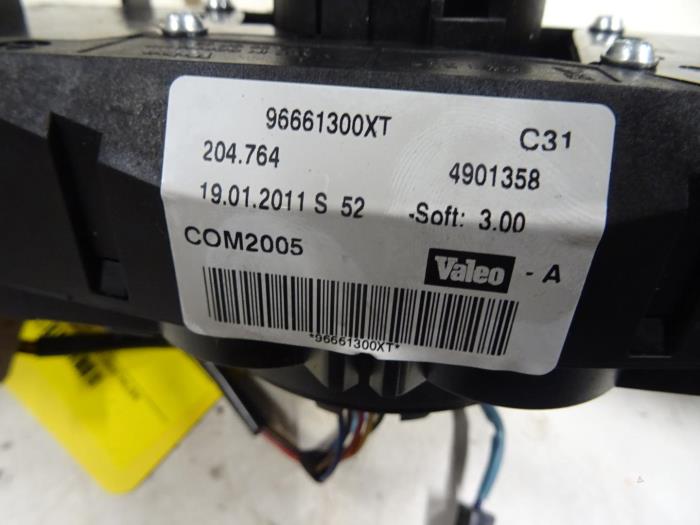 96661300XT
C31
204.764
4901358
19.01.2011 S 52
-Soft: 3.00
COM2005
Valeo - A
*96661300XT*